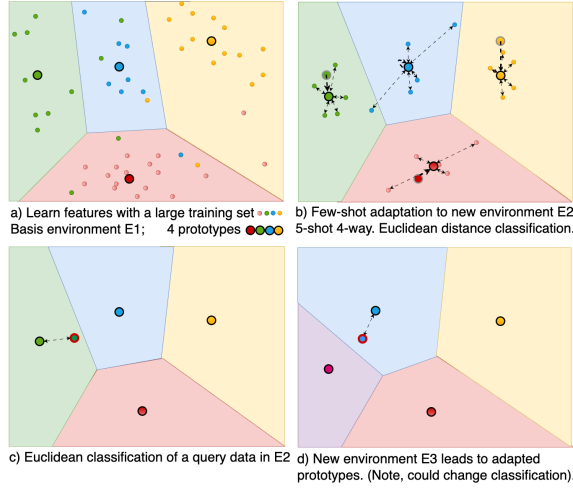 a) Learn features with a large training set
Basis environment E1; 4 prototypes
b) Few-shot adaptation to new environment E2
5-shot 4-way. Euclidean distance classification.
c) Euclidean classification of a query data in E2
d) New environment E3 leads to adapted
prototypes. (Note, could change classification).